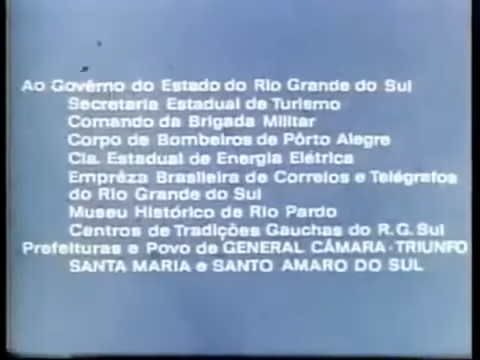 Ao Govêrno do Estado do Rio Grande do Sul
Secretaria Estadual de Turismo
Comando da Brigada Militar
Corpo de Bombeiros de Pôrto Alegre
Cia. Estadual de Energia Elétrica
Emprêza Brasileira de Correios e Telégrafos
do Rio Grande do Sul
Museu Histórico de Rio Pardo
Centros de Tradições Gauchas do R.G.Sul
Prefeituras e Povo de GENERAL CÂMARA-TRIUNFO
SANTA MARIA e SANTO AMARO DO SUL